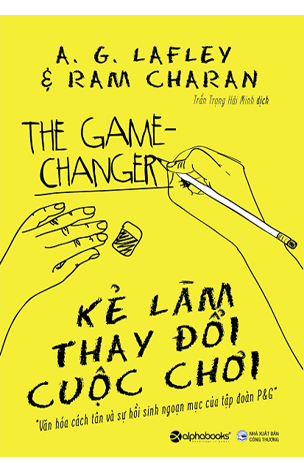 A. G. LAFLEY
& RAM CHARAN
Trần Trọng Hải Minh dịch
THE GAME-
CHANGER
KẺ LÀM
THAY ĐỔI
CUỘC CHƠI
"Văn hóa cách tân và sự hồi sinh ngoạn mục của tập đoàn P&G"
alphabooks®
NHÀ XUẤT BẢN
CÔNG THƯƠNG